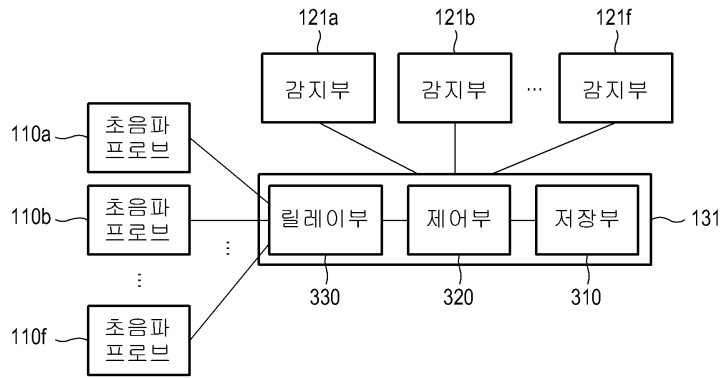 121a
121b
121f
감지부
감지부
...
감지부
110a
초음파
프로브
110b
초음파
프로브
...
...
110f
초음파
프로브
릴레이부
제어부
저장부
131
330
320
310